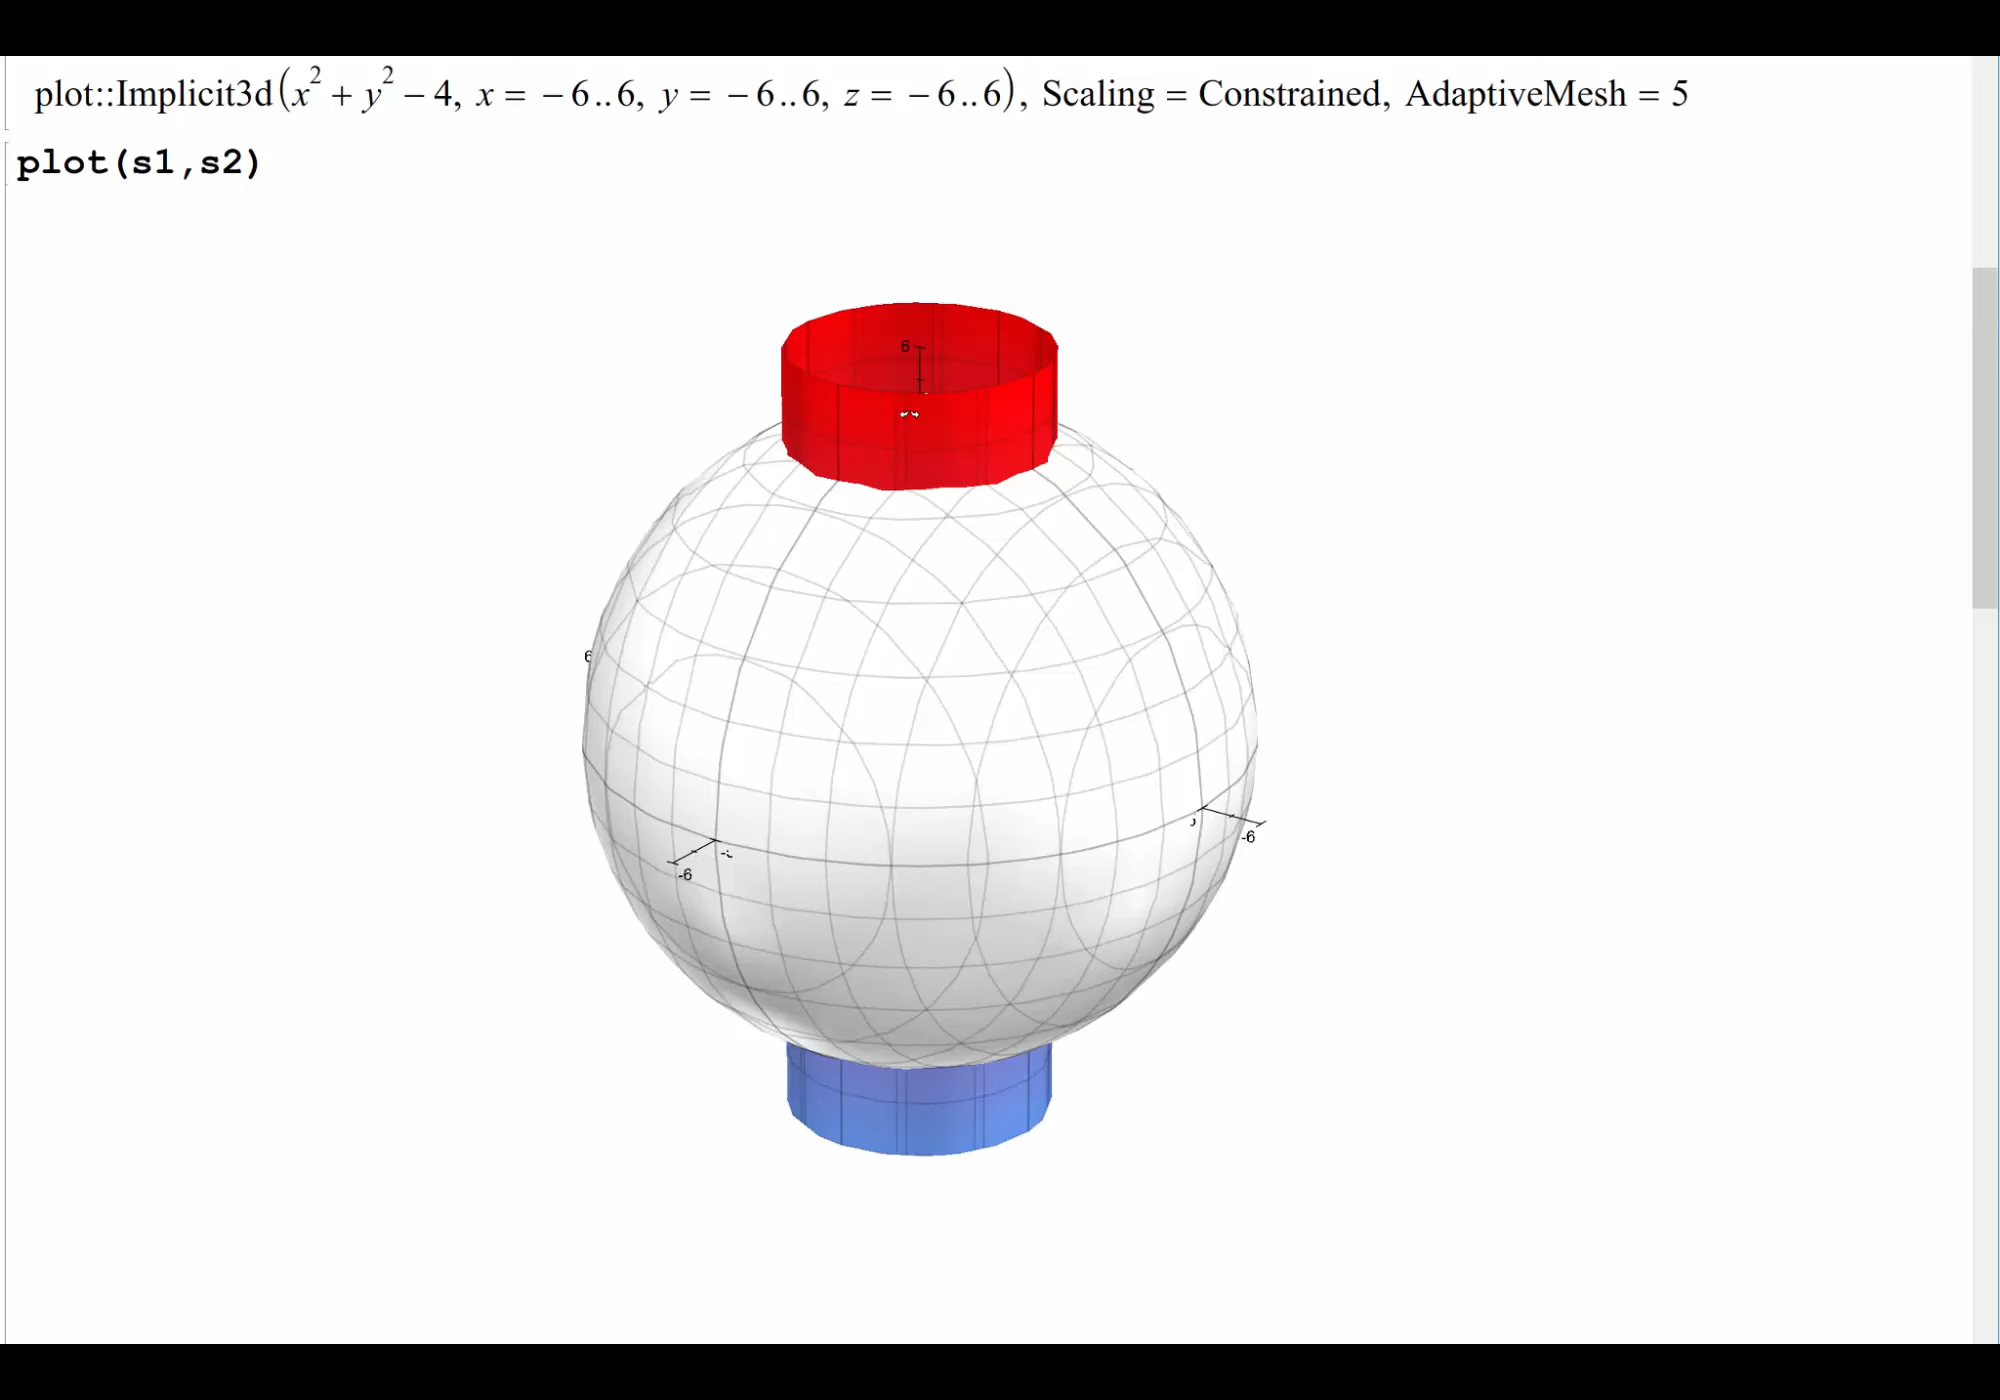 plot::Implicit3d(x² + y² − 4, x = − 6..6, y = − 6..6, z = − 6..6), Scaling = Constrained, AdaptiveMesh = 5
plot(s1,s2)
6
6
-6
-6